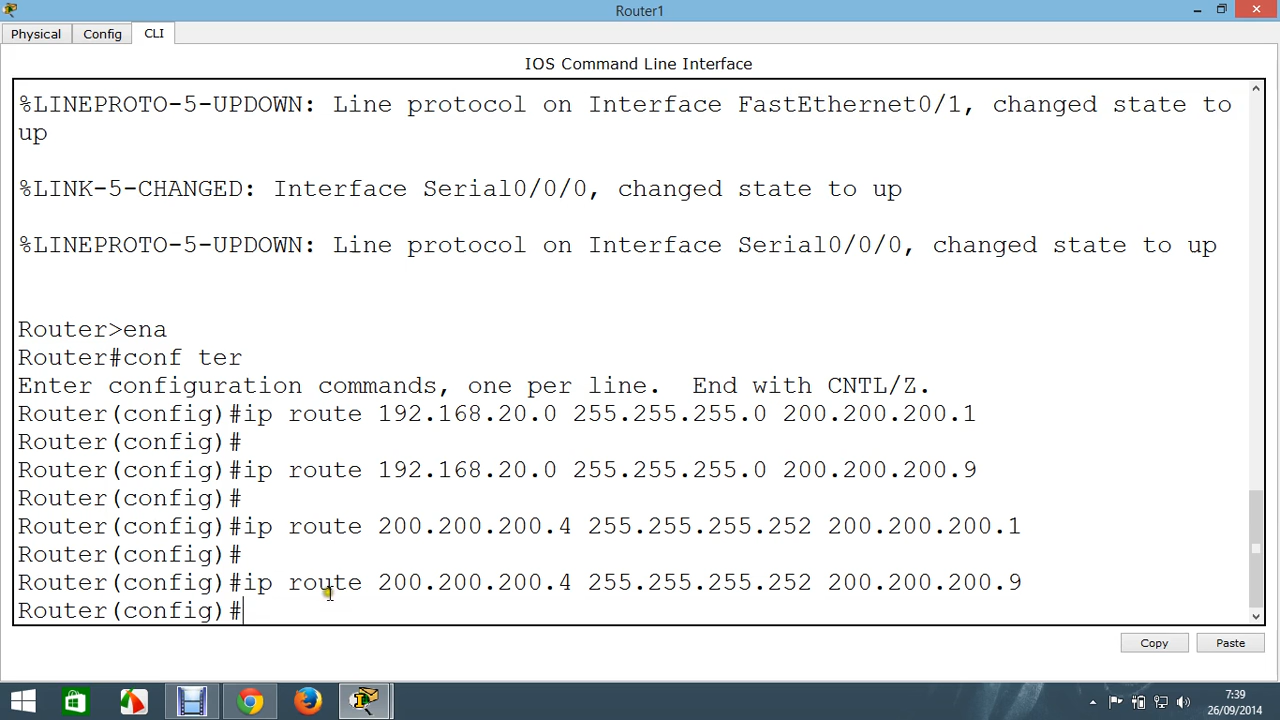 Router1
Physical Config CLI
IOS Command Line Interface
%LINEPROTO-5-UPDOWN: Line protocol on Interface FastEthernet0/1, changed state to
up
%LINK-5-CHANGED: Interface Serial0/0/0, changed state to up
%LINEPROTO-5-UPDOWN: Line protocol on Interface Serial0/0/0, changed state to up
Router>ena
Router#conf ter
Enter configuration commands, one per line.  End with CNTL/Z.
Router(config)#ip route 192.168.20.0 255.255.255.0 200.200.200.1
Router(config)#
Router(config)#ip route 192.168.20.0 255.255.255.0 200.200.200.9
Router(config)#
Router(config)#ip route 200.200.200.4 255.255.255.252 200.200.200.1
Router(config)#
Router(config)#ip route 200.200.200.4 255.255.255.252 200.200.200.9
Router(config)#
Copy Paste
7:39
26/09/2014